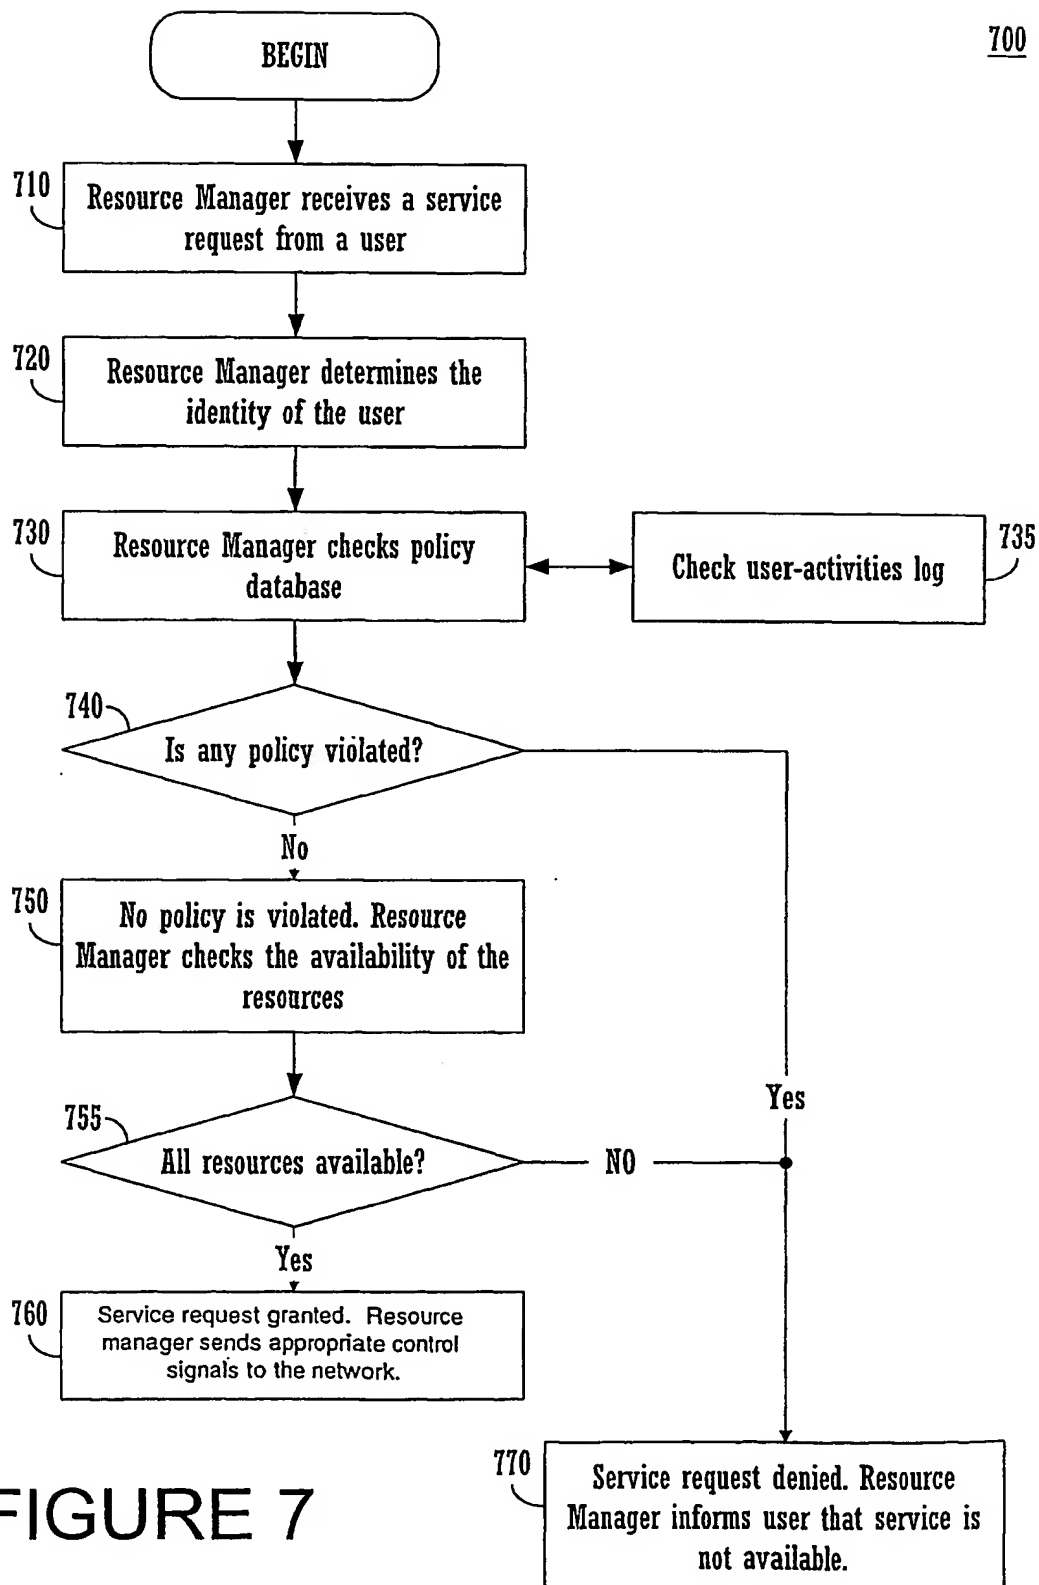 BEGIN
700
710
Resource Manager receives a service
request from a user
720
Resource Manager determines the
identity of the user
730
Resource Manager checks policy
database
Check user-activities log
735
740
Is any policy violated?
No
750
No policy is violated. Resource
Manager checks the availability of the
resources
Yes
755
All resources available?
NO
Yes
760
Service request granted. Resource
manager sends appropriate control
signals to the network.
770
Service request denied. Resource
Manager informs user that service is
not available.
FIGURE 7